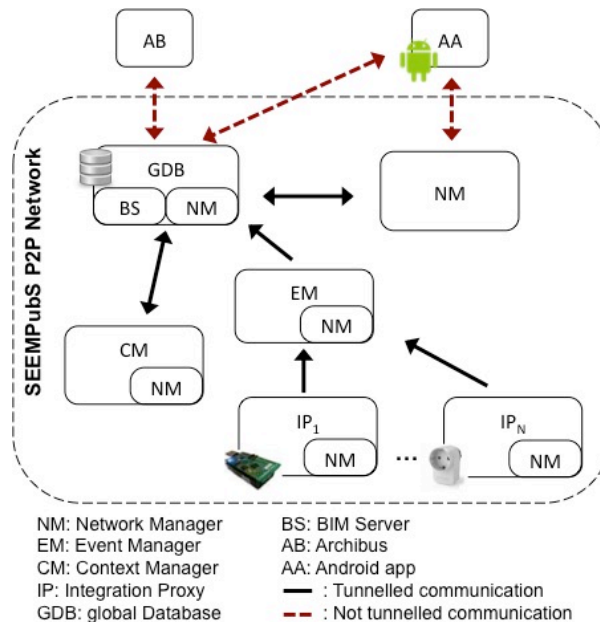 AB
AA
SEEMPubS P2P Network
GDB
BS
NM
NM
EM
NM
CM
NM
IP1
NM
...
IPN
NM
NM: Network Manager
EM: Event Manager
CM: Context Manager
IP: Integration Proxy
GDB: global Database
BS: BIM Server
AB: Archibus
AA: Android app
: Tunnelled communication
: Not tunnelled communication